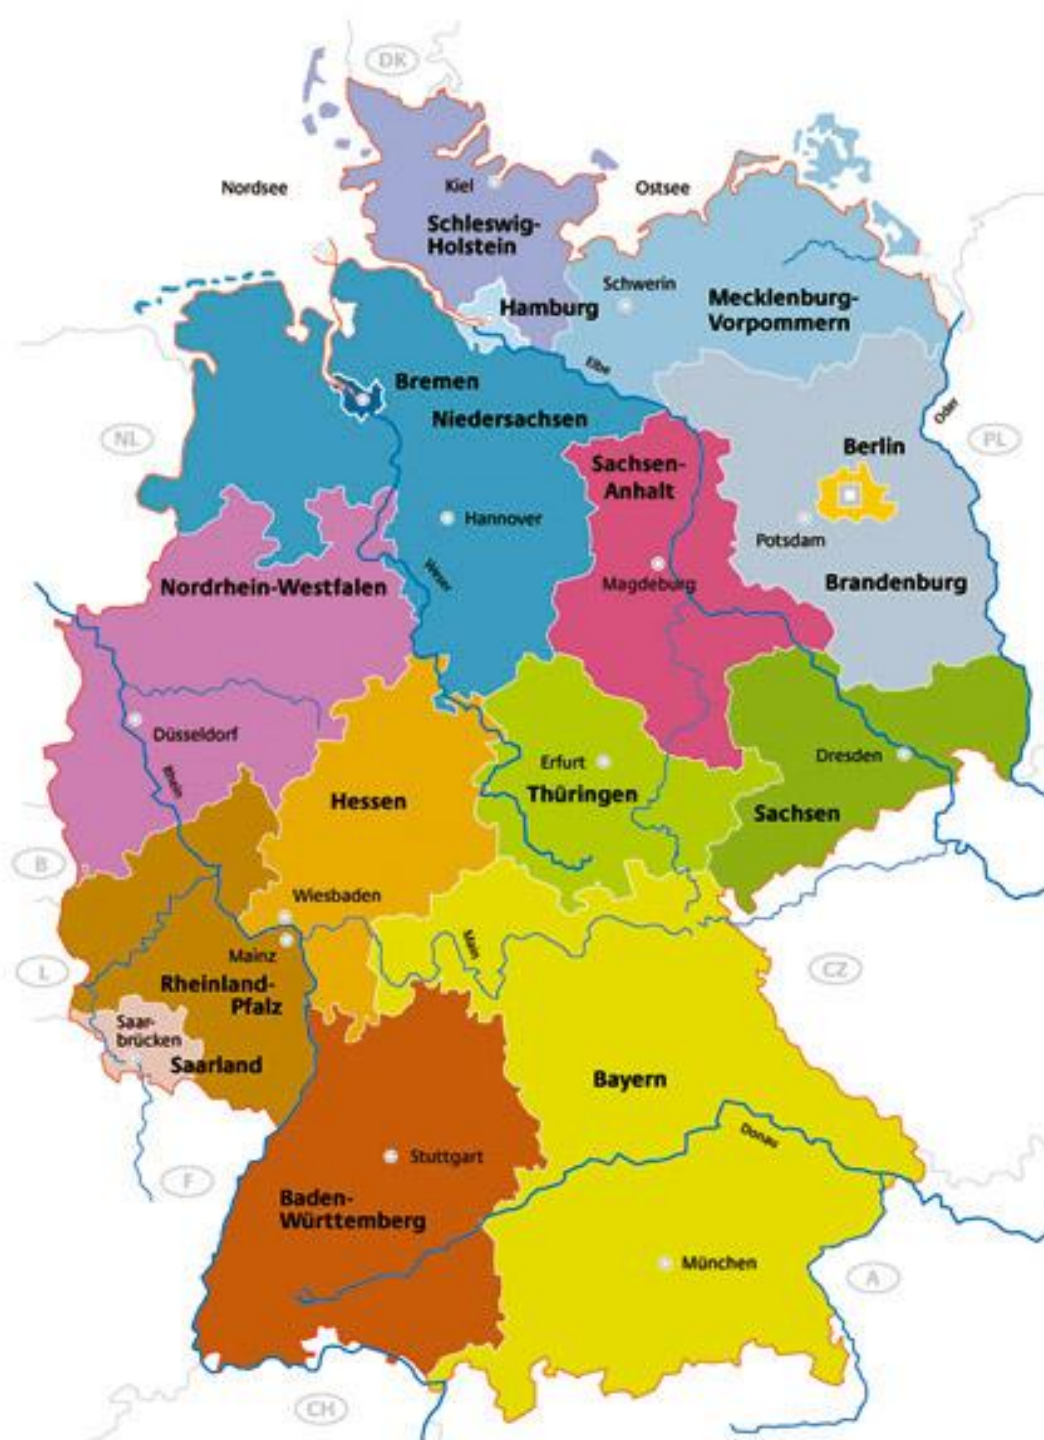 DK
Nordsee
Kiel
Ostsee
Schleswig-
Holstein
Schwerin
Hamburg
Mecklenburg-
Vorpommern
Elbe
Bremen
Niedersachsen
Oder
NL
PL
Berlin
Sachsen-
Anhalt
Hannover
Potsdam
Weser
Magdeburg
Brandenburg
Nordrhein-Westfalen
Düsseldorf
Rhein
Erfurt
Dresden
Hessen
Thüringen
Sachsen
B
Wiesbaden
Main
Mainz
L
CZ
Rheinland-
Pfalz
Saar-
brücken
Saarland
Bayern
Donau
Stuttgart
F
Baden-
Württemberg
München
A
CH